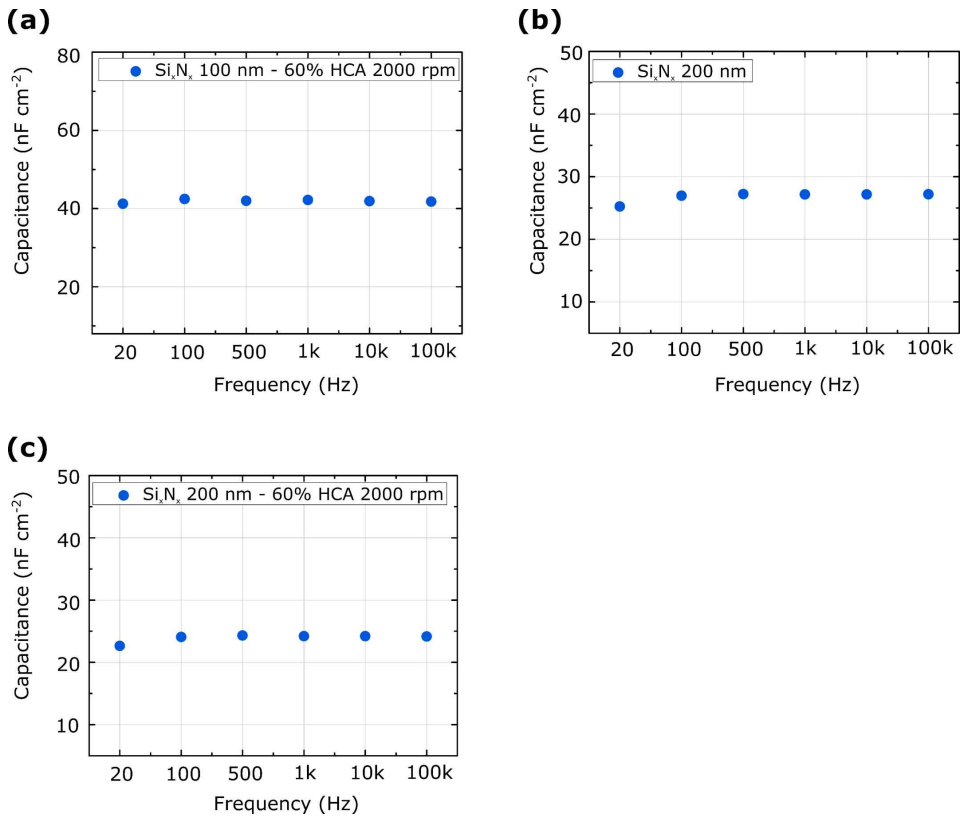 (a)
80
60
40
20
Capacitance (nF cm⁻²)
SiₓNₓ 100 nm - 60% HCA 2000 rpm
20 100 500 1k 10k 100k
Frequency (Hz)
(b)
50
40
30
20
10
Capacitance (nF cm⁻²)
SiₓNₓ 200 nm
20 100 500 1k 10k 100k
Frequency (Hz)
(c)
50
40
30
20
10
Capacitance (nF cm⁻²)
SiₓNₓ 200 nm - 60% HCA 2000 rpm
20 100 500 1k 10k 100k
Frequency (Hz)